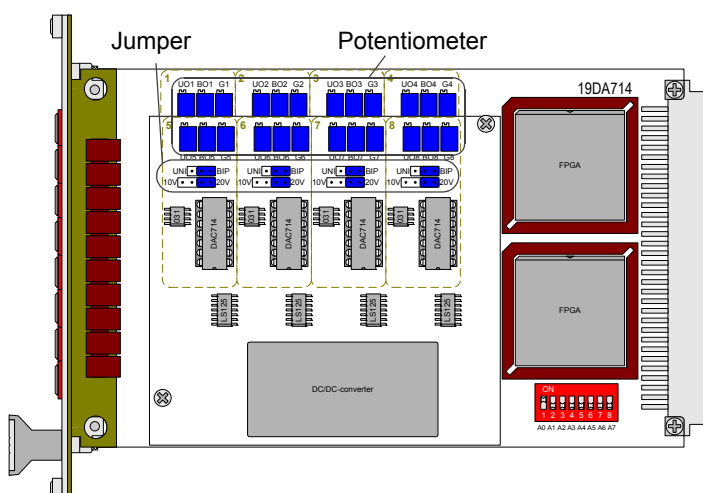 Jumper Potentiometer
1 2 3 4
UO1 BO1 G1 UO2 BO2 G2 UO3 BO3 G3 UO4 BO4 G4 19DA714
5 6 7 8
UO5 BO5 G5 UO6 BO6 G6 UO7 BO7 G7 UO8 BO8 G8
UNI BIP UNI BIP UNI BIP UNI BIP
10V 20V 10V 20V 10V 20V 10V 20V
FPGA
I031 DAC714 I031 DAC714 I031 DAC714 I031 DAC714
LS125 LS125 LS125 LS125
FPGA
DC/DC-converter
ON
1 2 3 4 5 6 7 8
A0 A1 A2 A3 A4 A5 A6 A7